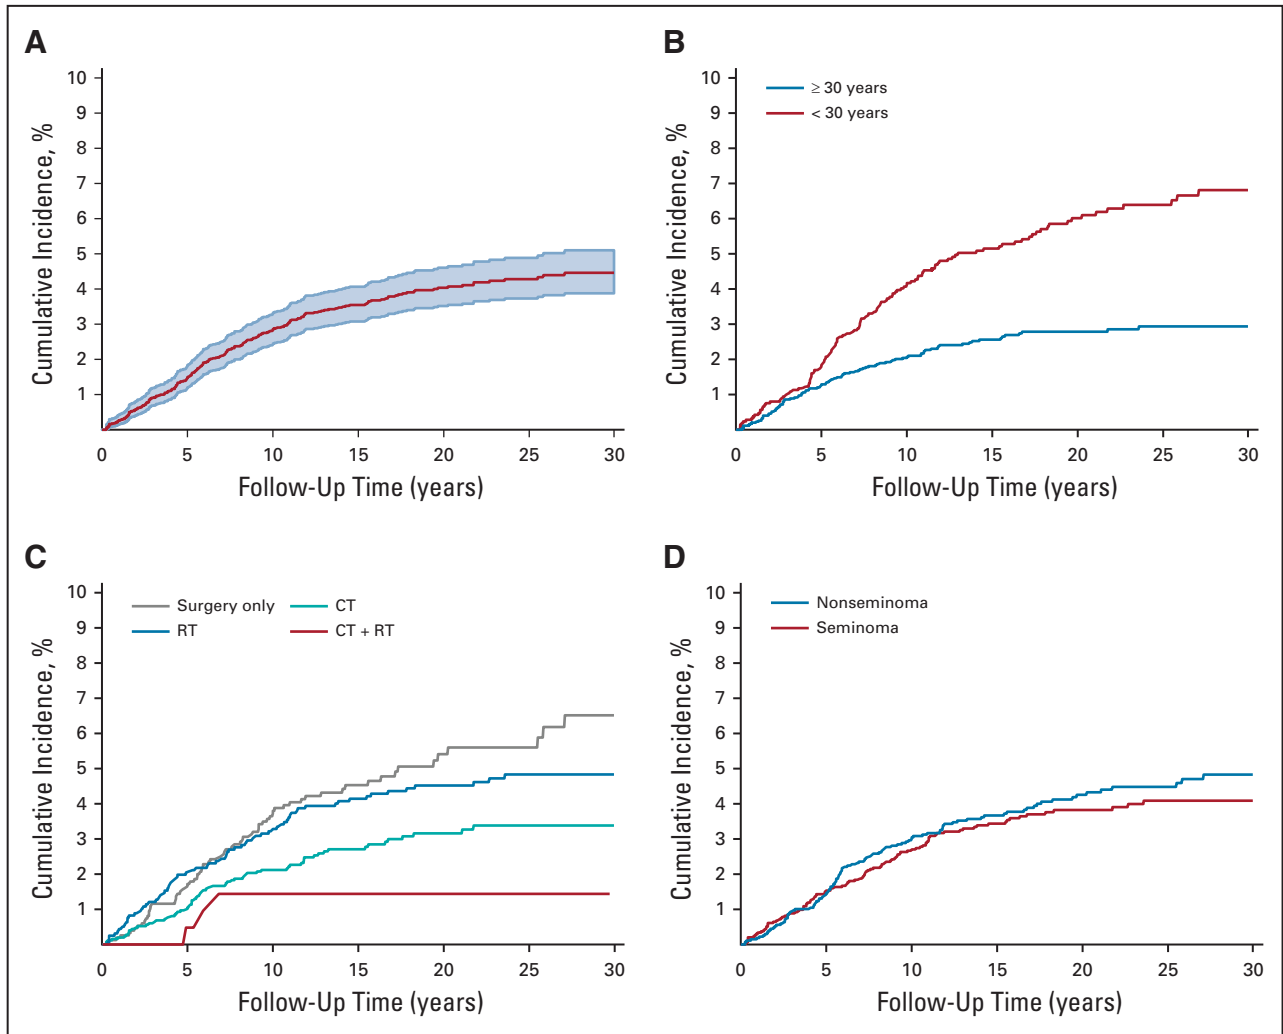 A
Cumulative Incidence, %
10
9
8
7
6
5
4
3
2
1
0 5 10 15 20 25 30
Follow-Up Time (years)
B
Cumulative Incidence, %
10
9
8
7
6
5
4
3
2
1
≥ 30 years
< 30 years
0 5 10 15 20 25 30
Follow-Up Time (years)
C
Cumulative Incidence, %
10
9
8
7
6
5
4
3
2
1
Surgery only CT
RT CT + RT
0 5 10 15 20 25 30
Follow-Up Time (years)
D
Cumulative Incidence, %
10
9
8
7
6
5
4
3
2
1
Nonseminoma
Seminoma
0 5 10 15 20 25 30
Follow-Up Time (years)